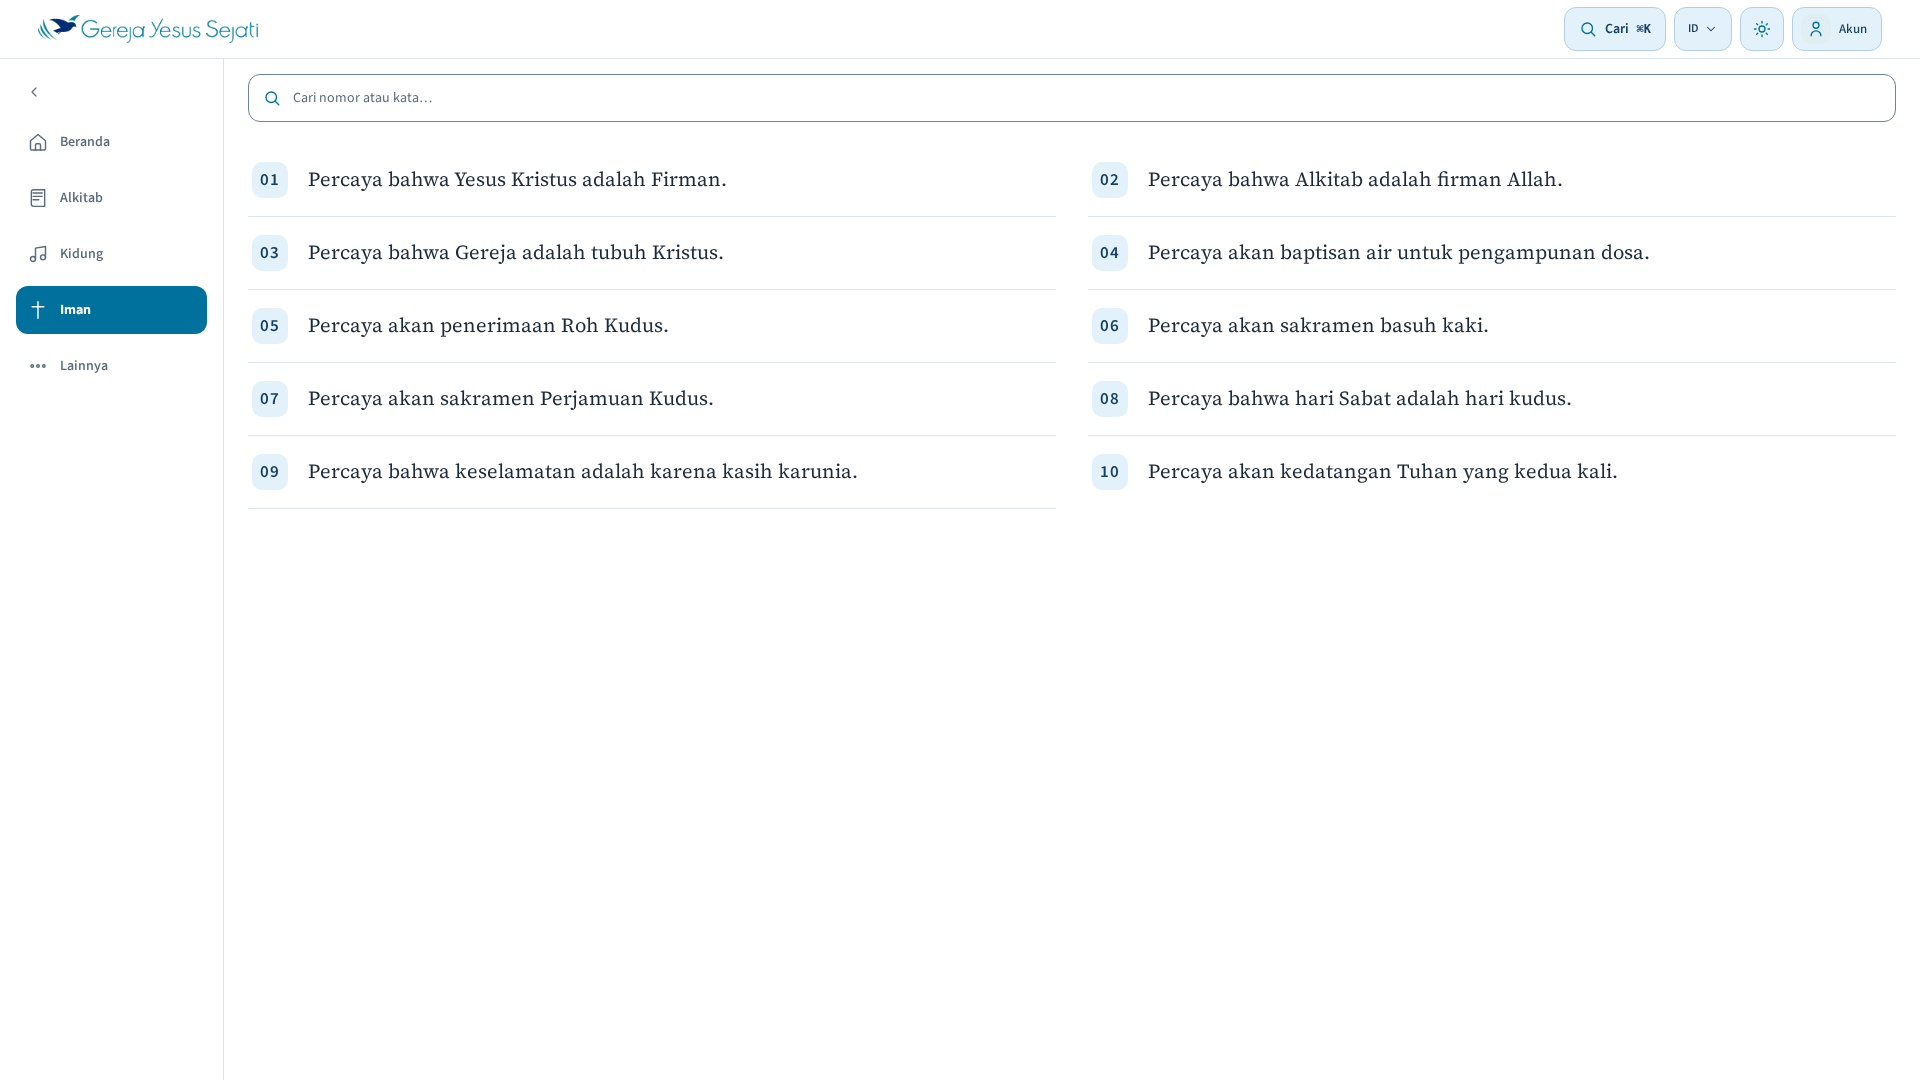 Gereja Yesus Sejati
Cari ⌘K
ID
Akun
Cari nomor atau kata…
Beranda
Alkitab
Kidung
Iman
Lainnya
01 Percaya bahwa Yesus Kristus adalah Firman.
02 Percaya bahwa Alkitab adalah firman Allah.
03 Percaya bahwa Gereja adalah tubuh Kristus.
04 Percaya akan baptisan air untuk pengampunan dosa.
05 Percaya akan penerimaan Roh Kudus.
06 Percaya akan sakramen basuh kaki.
07 Percaya akan sakramen Perjamuan Kudus.
08 Percaya bahwa hari Sabat adalah hari kudus.
09 Percaya bahwa keselamatan adalah karena kasih karunia.
10 Percaya akan kedatangan Tuhan yang kedua kali.